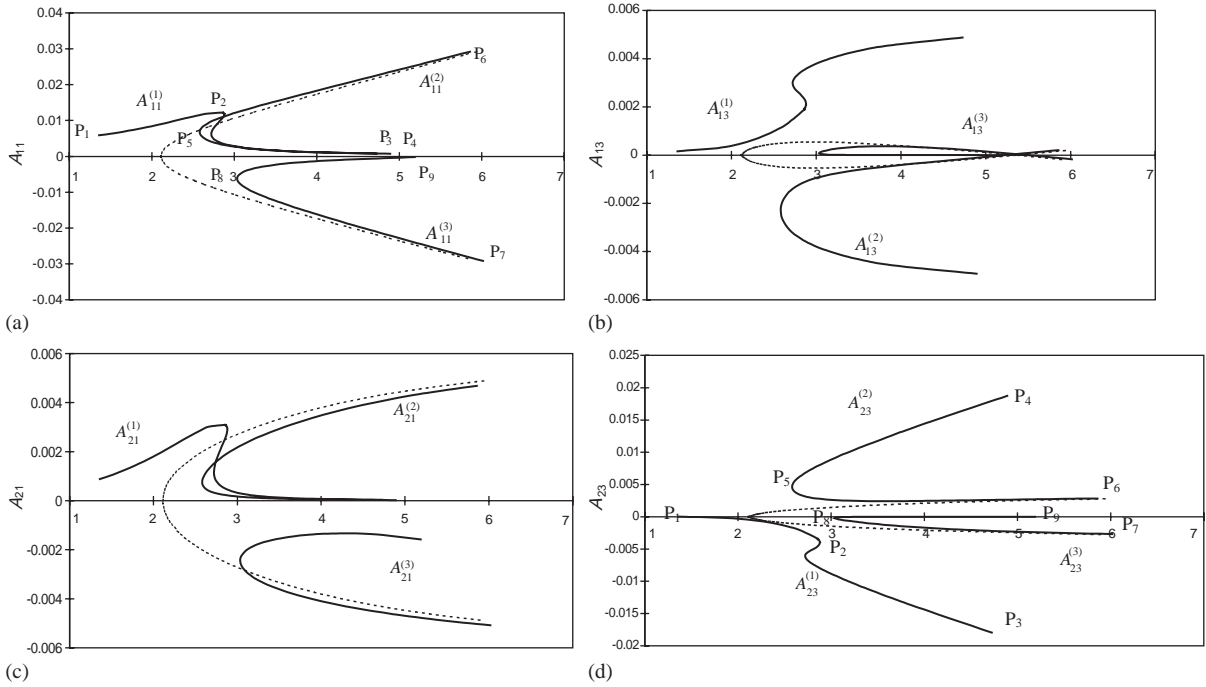 0.04
0.03
0.02
0.01
0
-0.01
-0.02
-0.03
-0.04
A11
1 2 3 4 5 6 7
A11(1)
A11(2)
A11(3)
P1
P2
P3
P4
P5
P6
P7
P8
P9
(a)
0.006
0.004
0.002
0
-0.002
-0.004
-0.006
A13
1 2 3 4 5 6 7
A13(1)
A13(3)
A13(2)
(b)
0.006
0.004
0.002
0
-0.002
-0.004
-0.006
A21
1 2 3 4 5 6 7
A21(1)
A21(2)
A21(3)
(c)
0.025
0.02
0.015
0.01
0.005
0
-0.005
-0.01
-0.015
-0.02
A23
1 2 3 4 5 6 7
A23(2)
P4
P5
P6
P1
P8
P9
P7
P2
A23(3)
A23(1)
P3
(d)